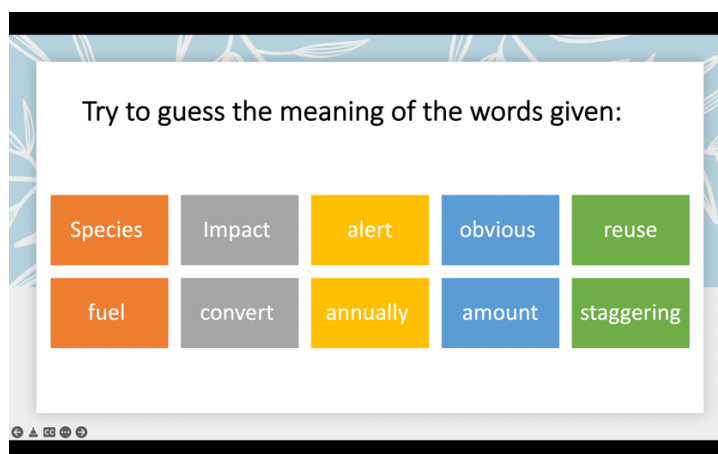 Try to guess the meaning of the words given:
Species Impact alert obvious reuse
fuel convert annually amount staggering
CC